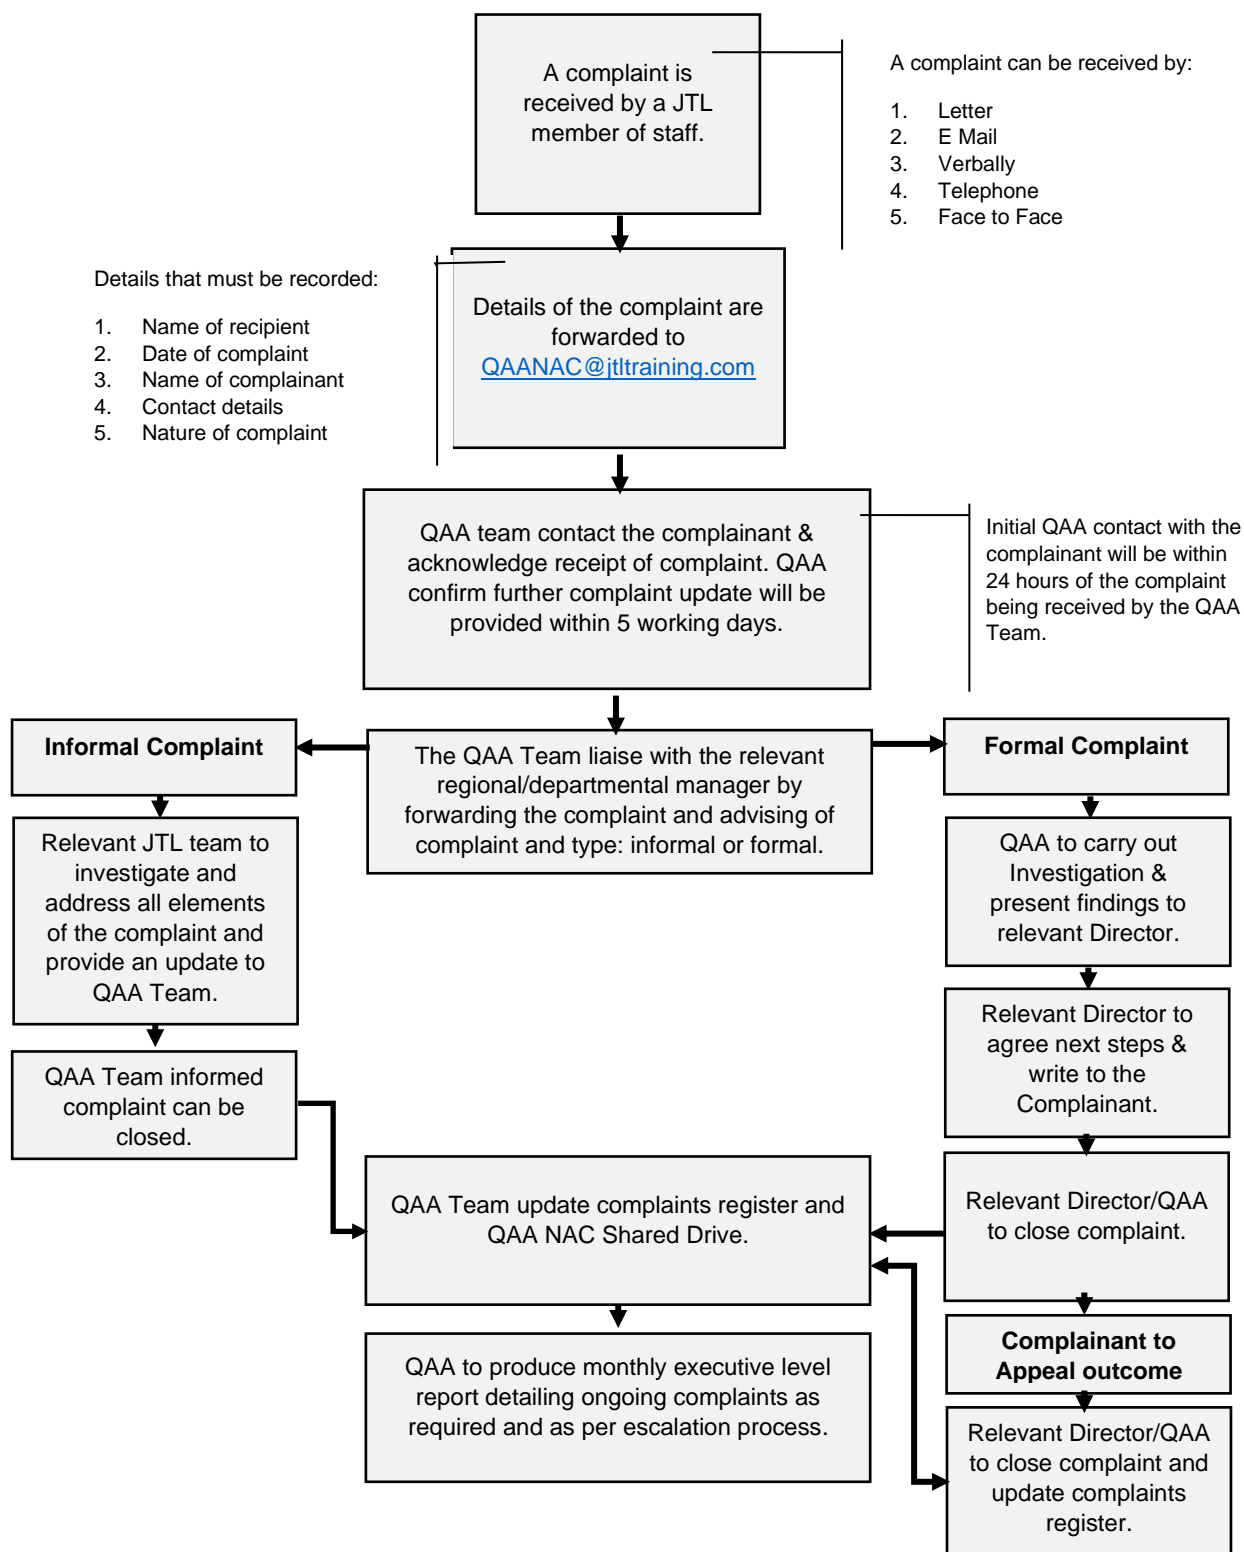 A complaint is
received by a JTL
member of staff.
A complaint can be received by:
1. Letter
2. E Mail
3. Verbally
4. Telephone
5. Face to Face
Details that must be recorded:
1. Name of recipient
2. Date of complaint
3. Name of complainant
4. Contact details
5. Nature of complaint
Details of the complaint are
forwarded to
QAANAC@jtltraining.com
QAA team contact the complainant &
acknowledge receipt of complaint. QAA
confirm further complaint update will be
provided within 5 working days.
Initial QAA contact with the
complainant will be within
24 hours of the complaint
being received by the QAA
Team.
Informal Complaint
The QAA Team liaise with the relevant
regional/departmental manager by
forwarding the complaint and advising of
complaint and type: informal or formal.
Formal Complaint
Relevant JTL team to
investigate and
address all elements
of the complaint and
provide an update to
QAA Team.
QAA to carry out
Investigation &
present findings to
relevant Director.
Relevant Director to
agree next steps &
write to the
Complainant.
QAA Team informed
complaint can be
closed.
QAA Team update complaints register and
QAA NAC Shared Drive.
Relevant Director/QAA
to close complaint.
Complainant to
Appeal outcome
QAA to produce monthly executive level
report detailing ongoing complaints as
required and as per escalation process.
Relevant Director/QAA
to close complaint and
update complaints
register.